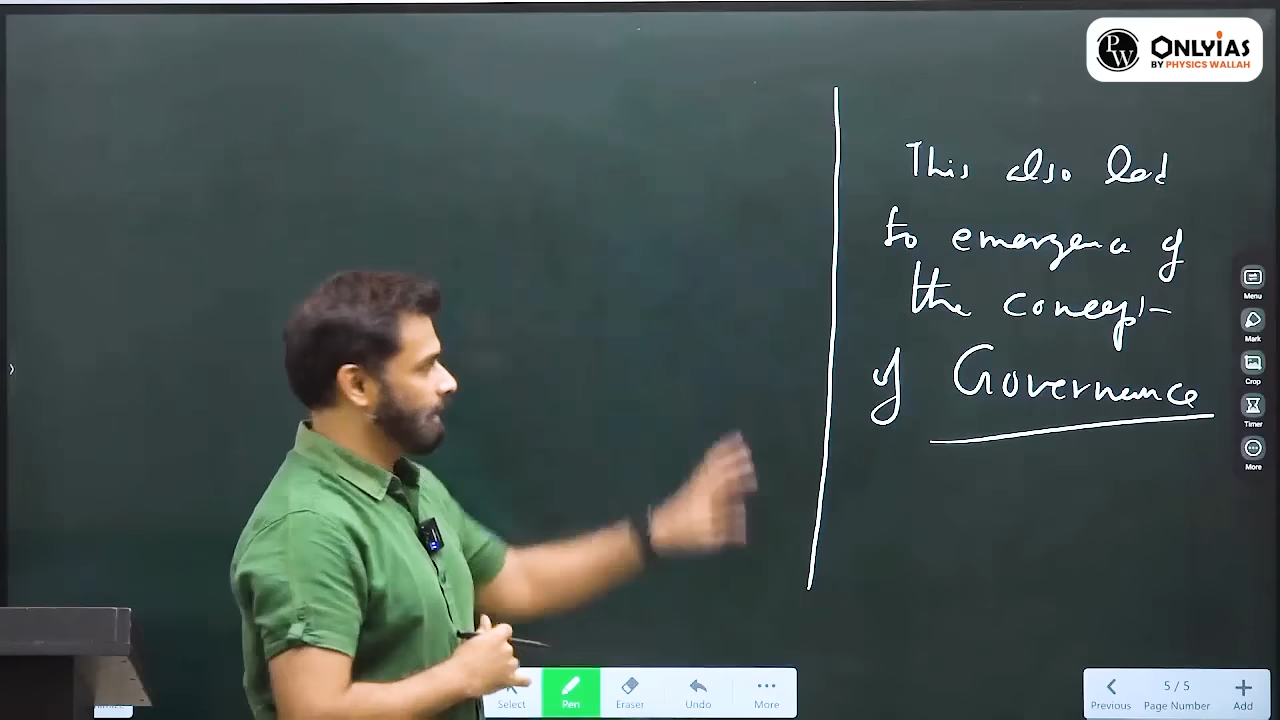 PW
ONLYIAS
BY PHYSICS WALLAH
This also led
to emergence of
the concept
of Governance
Menu
Mark
Crop
Timer
More
Select
Pen
Eraser
Undo
More
Previous
5 / 5
Page Number
Add